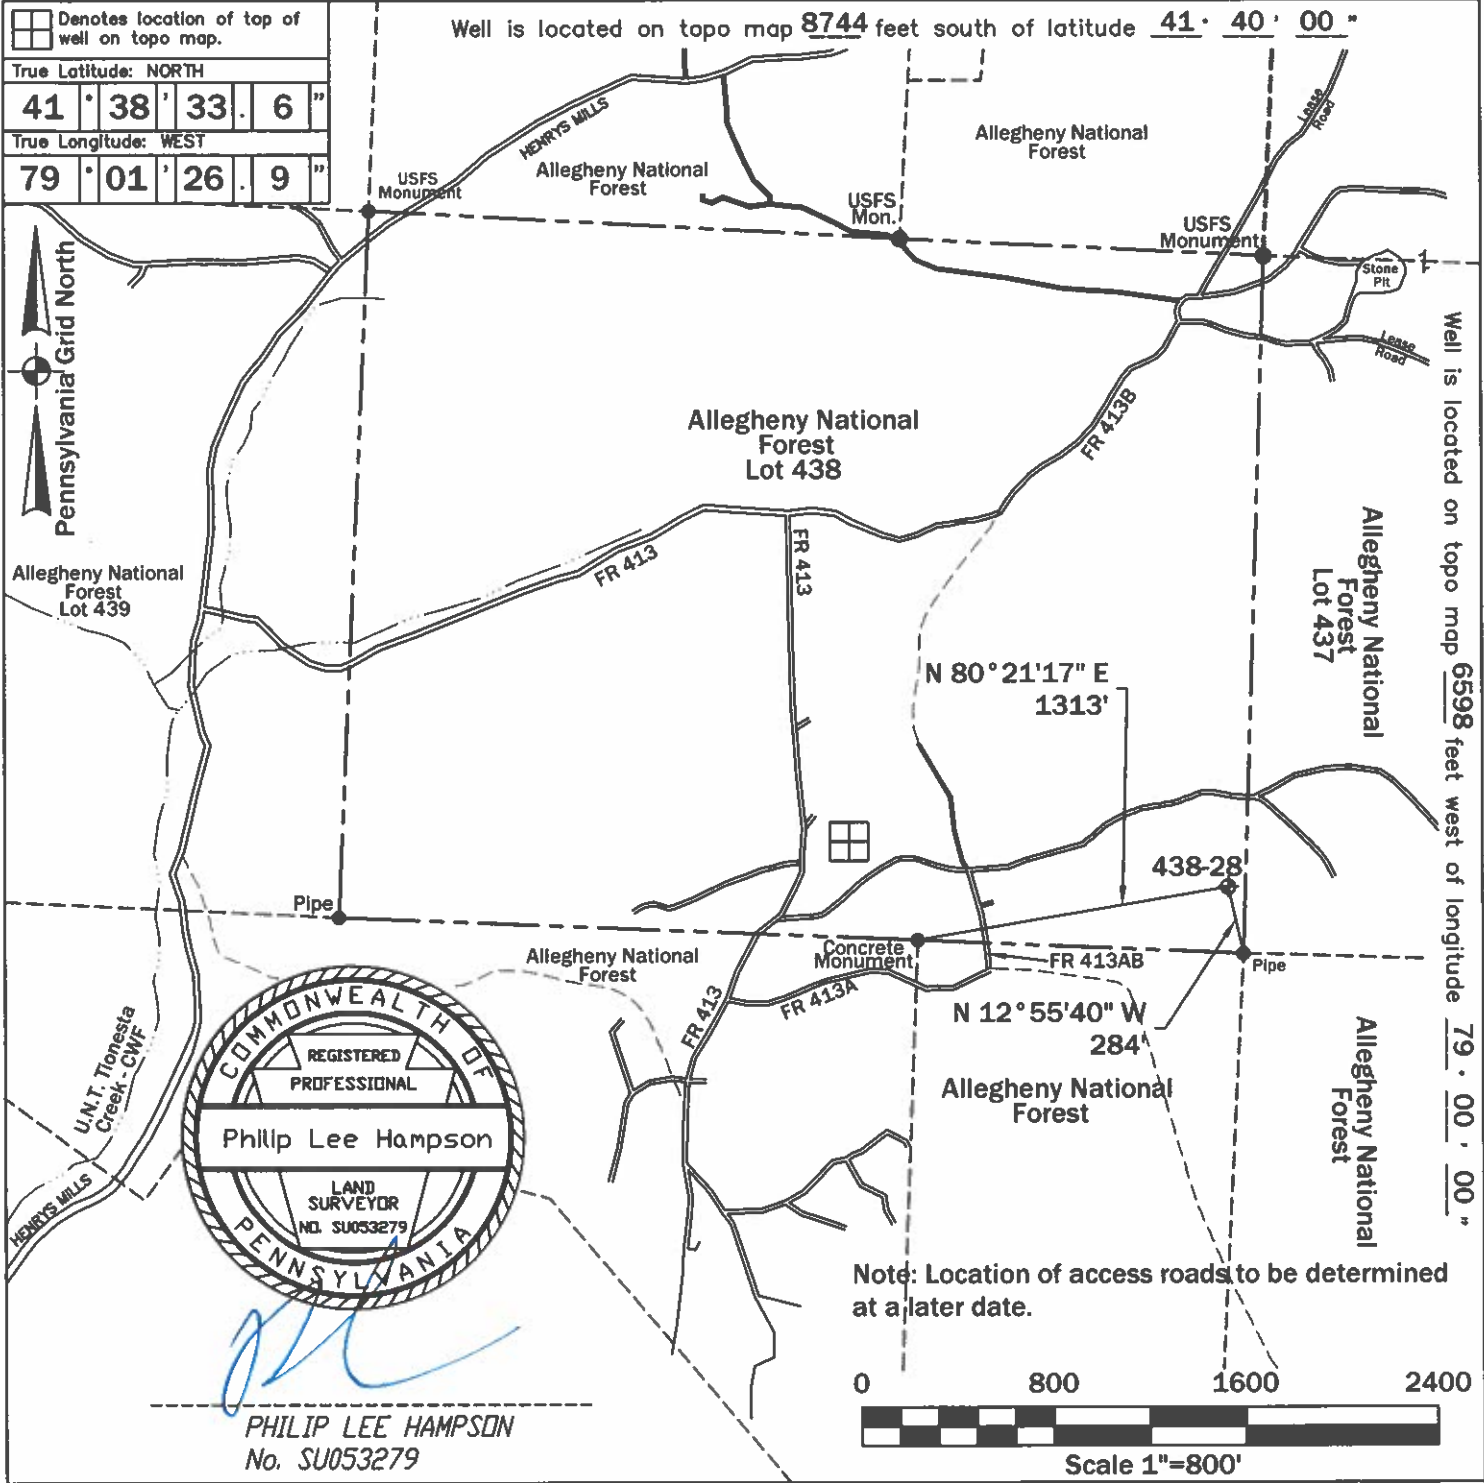 Denotes location of top of
well on topo map.
True Latitude: NORTH
41 ° 38 ' 33 . 6 "
True Longitude: WEST
79 ° 01 ' 26 . 9 "
Well is located on topo map 8744 feet south of latitude 41 ° 40 ' 00 "
HENRYS MILLS
Allegheny National
Forest
Allegheny National
Forest
Lease
Road
USFS
Monument
USFS
Mon.
USFS
Monument
Stone
Pit
Lease
Road
Pennsylvania Grid North
Well is located on topo map 6598 feet west of longitude 79 ° 00 ' 00 "
Allegheny National
Forest
Lot 438
FR 413B
Allegheny National
Forest
Lot 437
FR 413
FR 413
Allegheny National
Forest
Lot 439
N 80°21'17" E
1313'
438-28
Pipe
Concrete
Monument
FR 413AB
Pipe
Allegheny National
Forest
FR 413
FR 413A
N 12°55'40" W
284'
Allegheny National
Forest
Allegheny National
Forest
U.N.T. Tionesta
Creek - CWF
HENRYS MILLS
COMMONWEALTH OF
REGISTERED
PROFESSIONAL
Philip Lee Hampson
LAND
SURVEYOR
NO. SU053279
PENNSYLVANIA
Note: Location of access roads to be determined
at a later date.
PHILIP LEE HAMPSON
No. SU053279
0 800 1600 2400
Scale 1"=800'